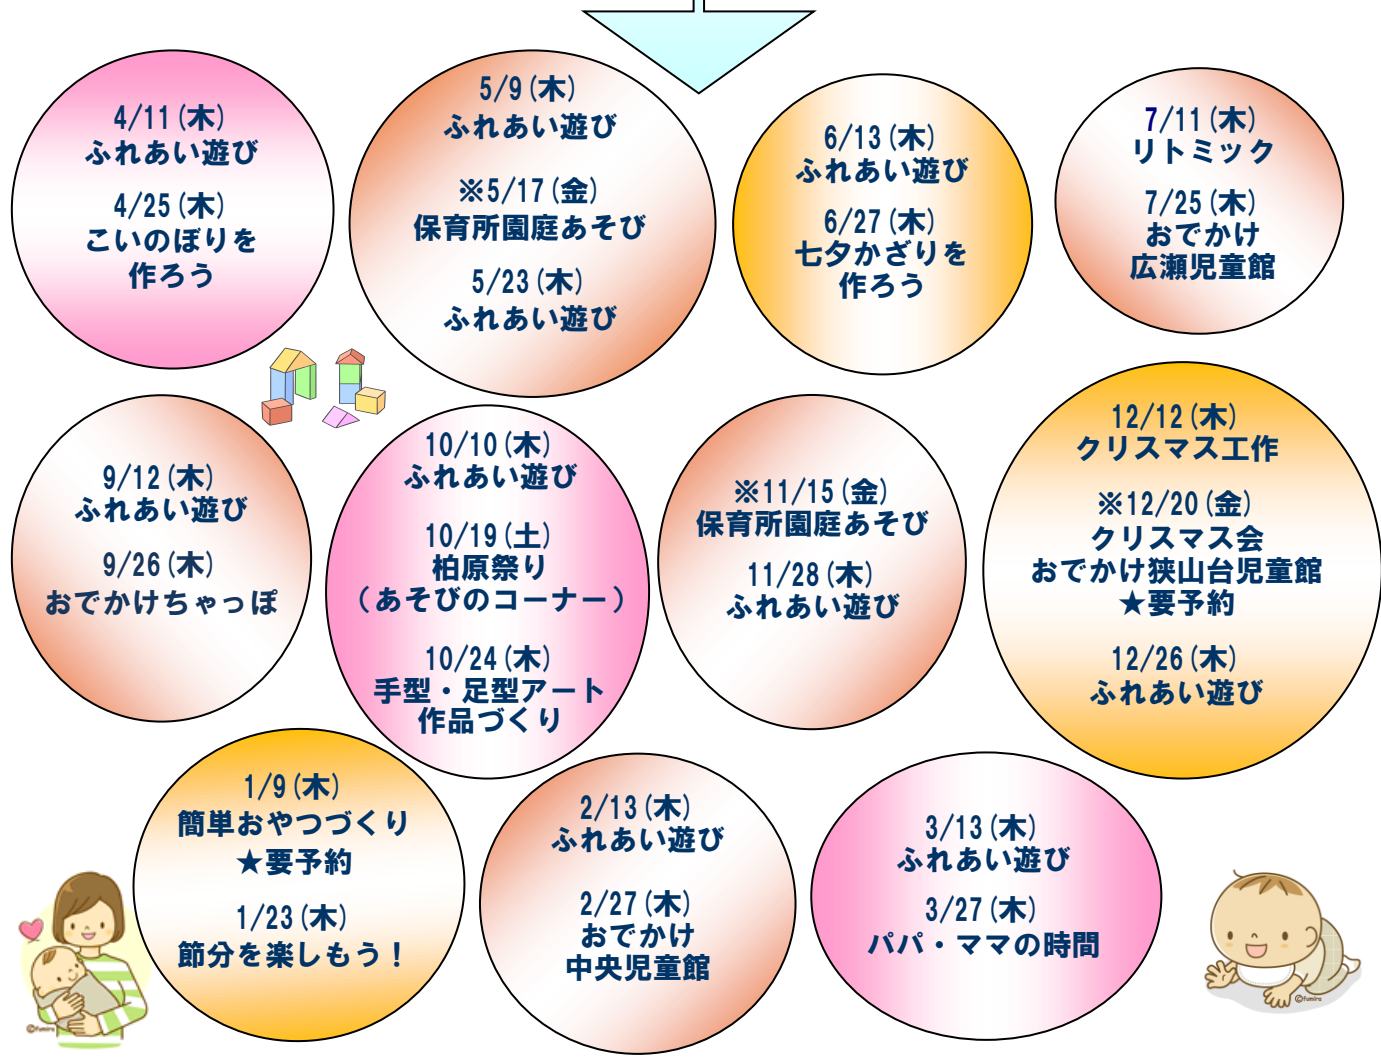 4/11(木)
ふれあい遊び
4/25(木)
こいのぼりを
作ろう
5/9(木)
ふれあい遊び
※5/17(金)
保育所園庭あそび
5/23(木)
ふれあい遊び
6/13(木)
ふれあい遊び
6/27(木)
七夕かざりを
作ろう
7/11(木)
リトミック
7/25(木)
おでかけ
広瀬児童館
9/12(木)
ふれあい遊び
9/26(木)
おでかけちゃっぽ
10/10(木)
ふれあい遊び
10/19(土)
柏原祭り
（あそびのコーナー）
10/24(木)
手型・足型アート
作品づくり
※11/15(金)
保育所園庭あそび
11/28(木)
ふれあい遊び
12/12(木)
クリスマス工作
※12/20(金)
クリスマス会
おでかけ狭山台児童館
★要予約
12/26(木)
ふれあい遊び
1/9(木)
簡単おやつづくり
★要予約
1/23(木)
節分を楽しもう！
2/13(木)
ふれあい遊び
2/27(木)
おでかけ
中央児童館
3/13(木)
ふれあい遊び
3/27(木)
パパ・ママの時間
©fumira
©fumira